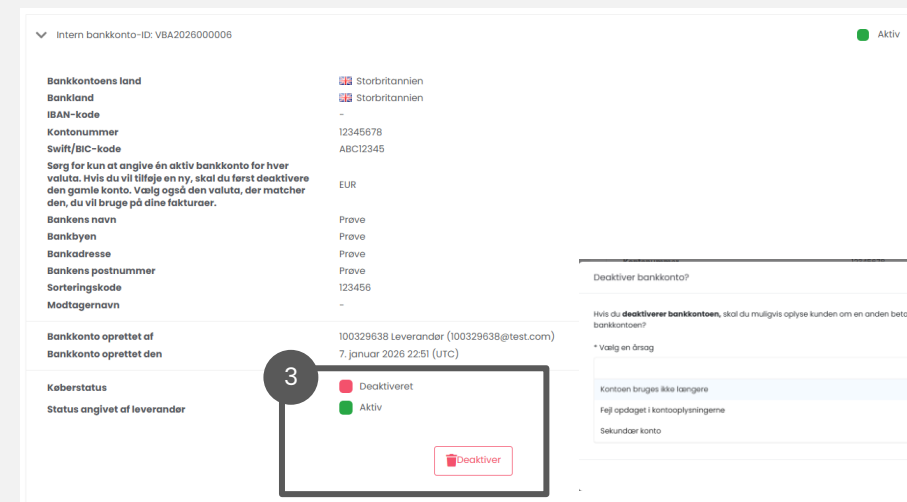 Intern bankkonto-ID: VBA2026000006
Aktiv
Bankkontoens land
Storbritannien
Bankland
Storbritannien
IBAN-kode
-
Kontonummer
12345678
Swift/BIC-kode
ABC12345
Sørg for kun at angive én aktiv bankkonto for hver
valuta. Hvis du vil tilføje en ny, skal du først deaktivere
den gamle konto. Vælg også den valuta, der matcher
den, du vil bruge på dine fakturaer.
EUR
Bankens navn
Prøve
Bankbyen
Prøve
Bankadresse
Prøve
Bankens postnummer
Prøve
Sorteringskode
123456
Modtagernavn
-
Bankkonto oprettet af
100329638 Leverandør (100329638@test.com)
Bankkonto oprettet den
7. januar 2026 22:51 (UTC)
3
Køberstatus
Deaktiveret
Status angivet af leverandør
Aktiv
Deaktiver
Deaktiver bankkonto?
Hvis du deaktiverer bankkontoen, skal du muligvis oplyse kunden om en anden beta
bankkontoen?
* Vælg en årsag
Kontoen bruges ikke længere
Fejl opdaget i kontooplysningerne
Sekundær konto